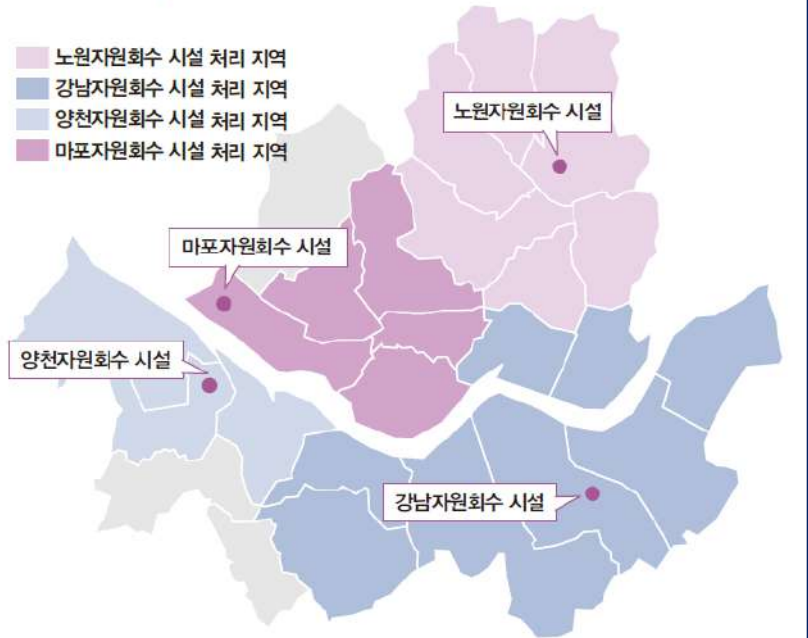 노원자원회수 시설 처리 지역
강남자원회수 시설 처리 지역
양천자원회수 시설 처리 지역
마포자원회수 시설 처리 지역
노원자원회수 시설
마포자원회수 시설
양천자원회수 시설
강남자원회수 시설